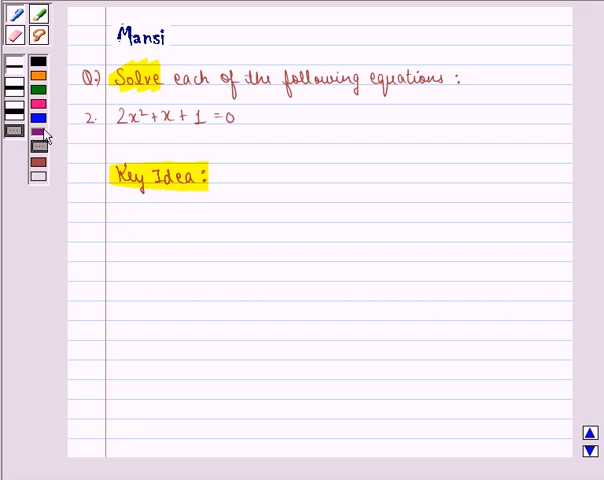 Mansi
Q.) Solve each of the following equations :
2. 2x²+x+1=0
Key Idea: